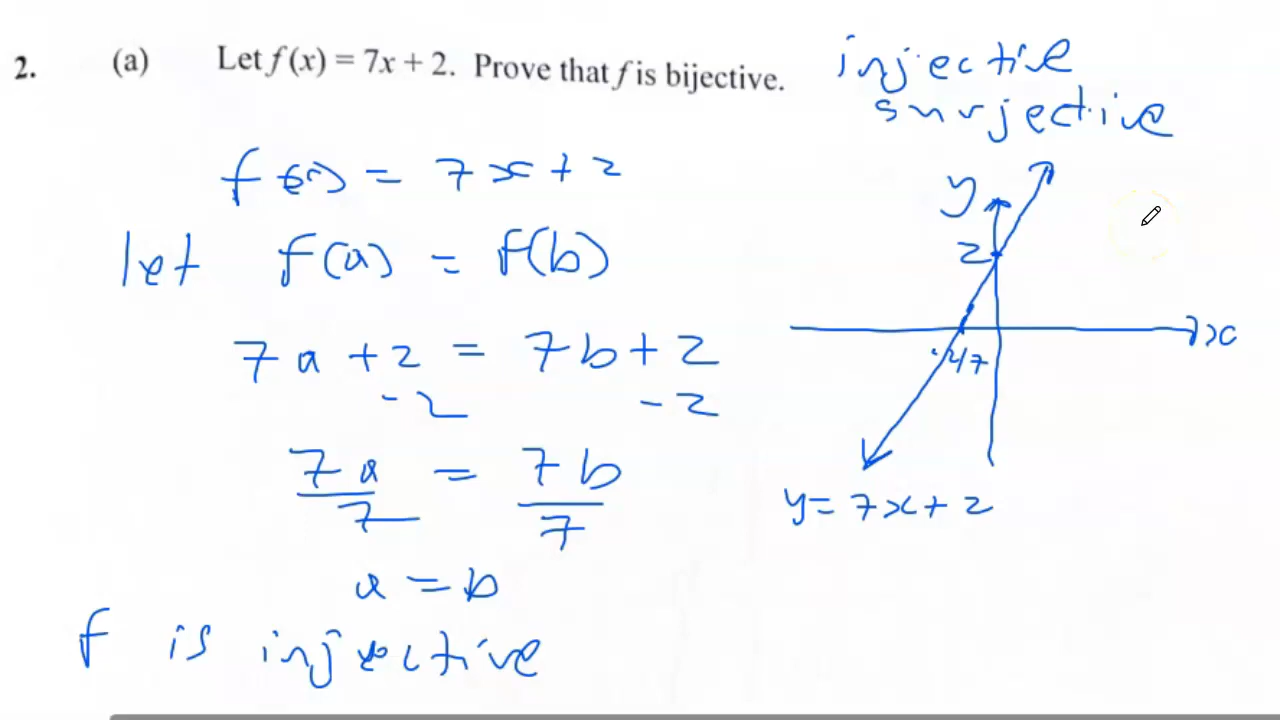 2. (a) Let f(x) = 7x + 2. Prove that f is bijective.
injective
surjective
f(x) = 7x + 2
let f(a) = f(b)
7a + 2 = 7b + 2
-2 -2
7a = 7b
7 7
a = b
f is injective
y
2
x
y = 7x + 2